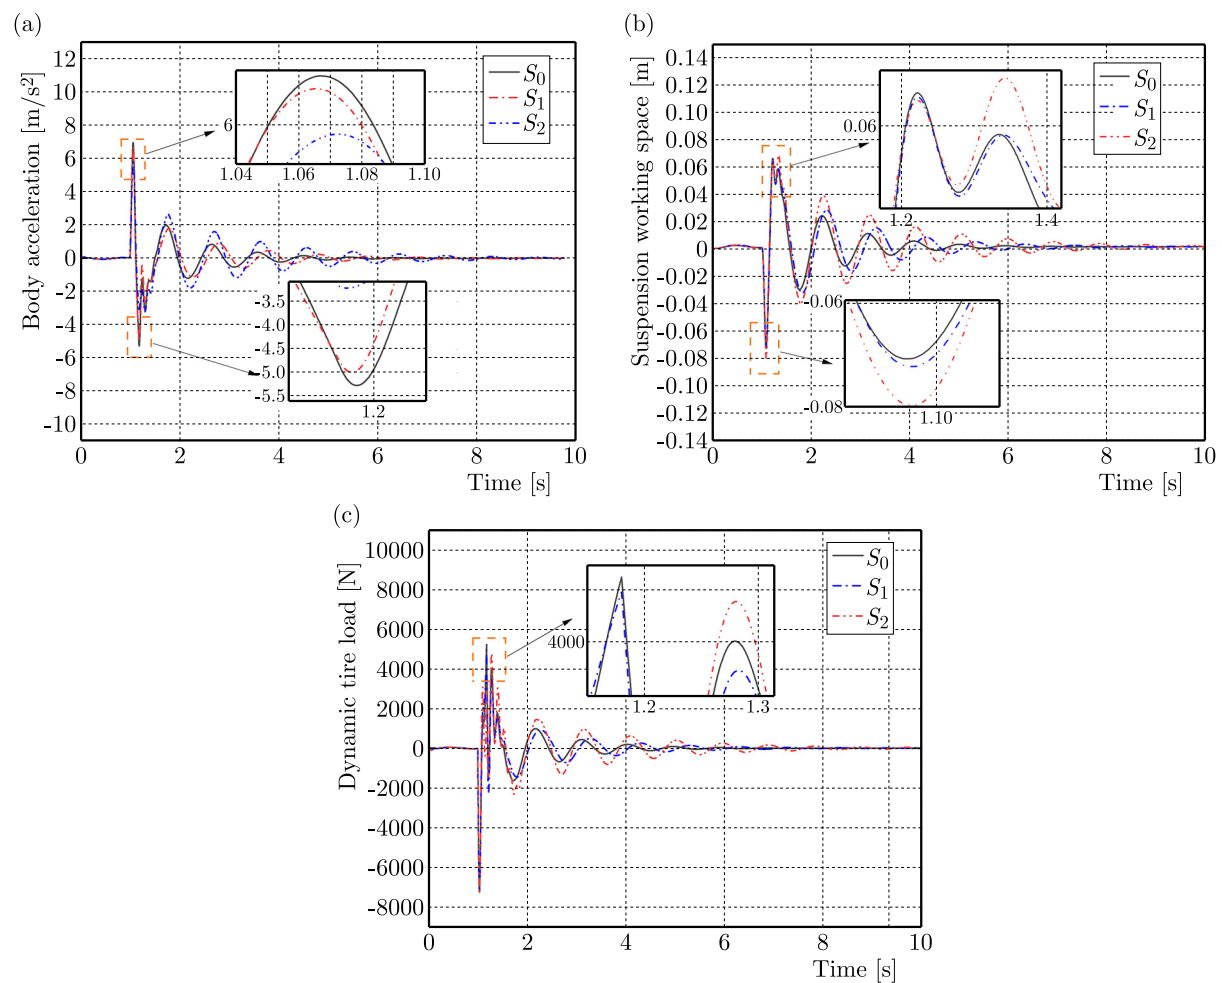 (a)
Body acceleration [m/s²]
12
10
8
6
4
2
0
-2
-4
-6
-8
-10
0 2 4 6 8 10
Time [s]
S₀
S₁
S₂
6
1.04 1.06 1.08 1.10
-3.5
-4.0
-4.5
-5.0
-5.5
1.2
(b)
Suspension working space [m]
0.14
0.12
0.10
0.08
0.06
0.04
0.02
0
-0.02
-0.04
-0.06
-0.08
-0.10
-0.12
-0.14
0 2 4 6 8 10
Time [s]
S₀
S₁
S₂
0.06
1.2 1.4
-0.06
-0.08
1.10
(c)
Dynamic tire load [N]
10000
8000
6000
4000
2000
0
-2000
-4000
-6000
-8000
0 2 4 6 8 10
Time [s]
S₀
S₁
S₂
4000
1.2 1.3